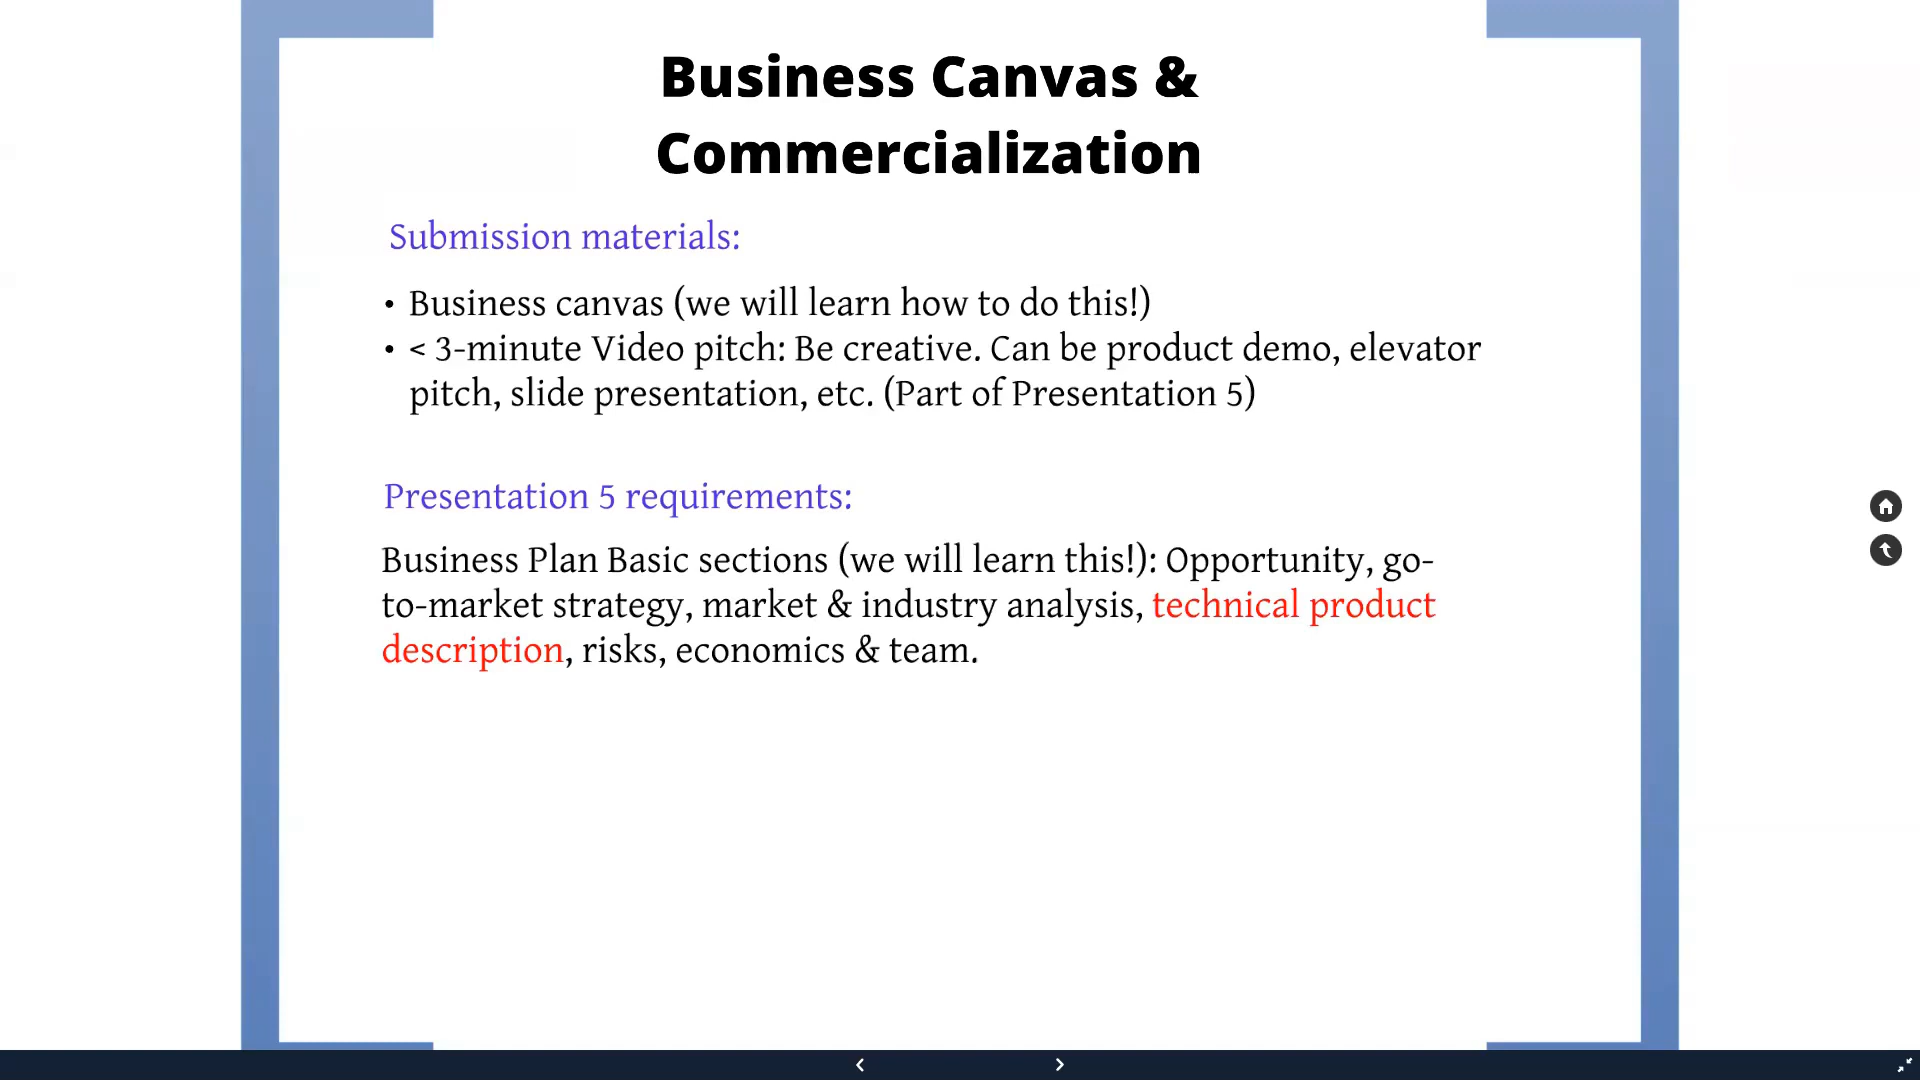 Business Canvas &
Commercialization
Submission materials:
• Business canvas (we will learn how to do this!)
• < 3-minute Video pitch: Be creative. Can be product demo, elevator
pitch, slide presentation, etc. (Part of Presentation 5)
Presentation 5 requirements:
Business Plan Basic sections (we will learn this!): Opportunity, go-
to-market strategy, market & industry analysis, technical product
description, risks, economics & team.